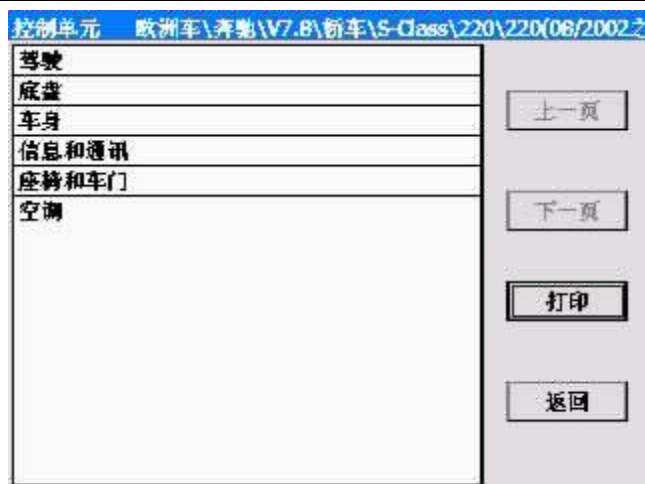 控制单元 欧洲车\奔驰\V7.8\轿车\S-Class\220\220(08/2002之
驾驶
底盘
车身
信息和通讯
座椅和车门
空调
上一页
下一页
打印
返回